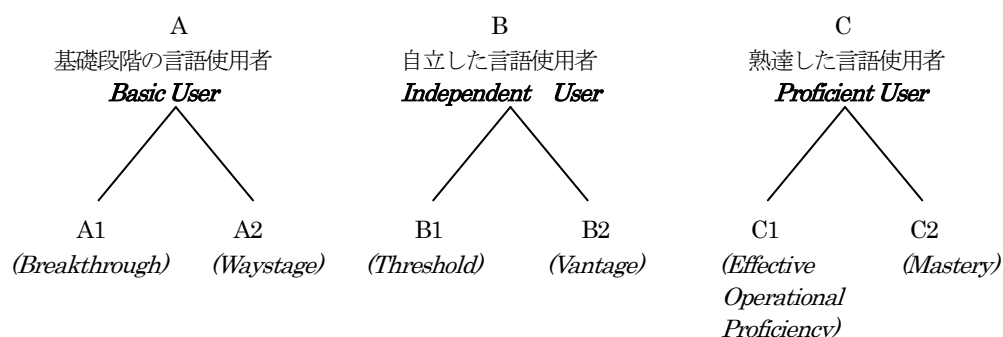 A B C
基礎段階の言語使用者 自立した言語使用者 熟達した言語使用者
Basic User Independent User Proficient User
A1 A2 B1 B2 C1 C2
(Breakthrough) (Waystage) (Threshold) (Vantage) (Effective (Mastery)
Operational
Proficiency)